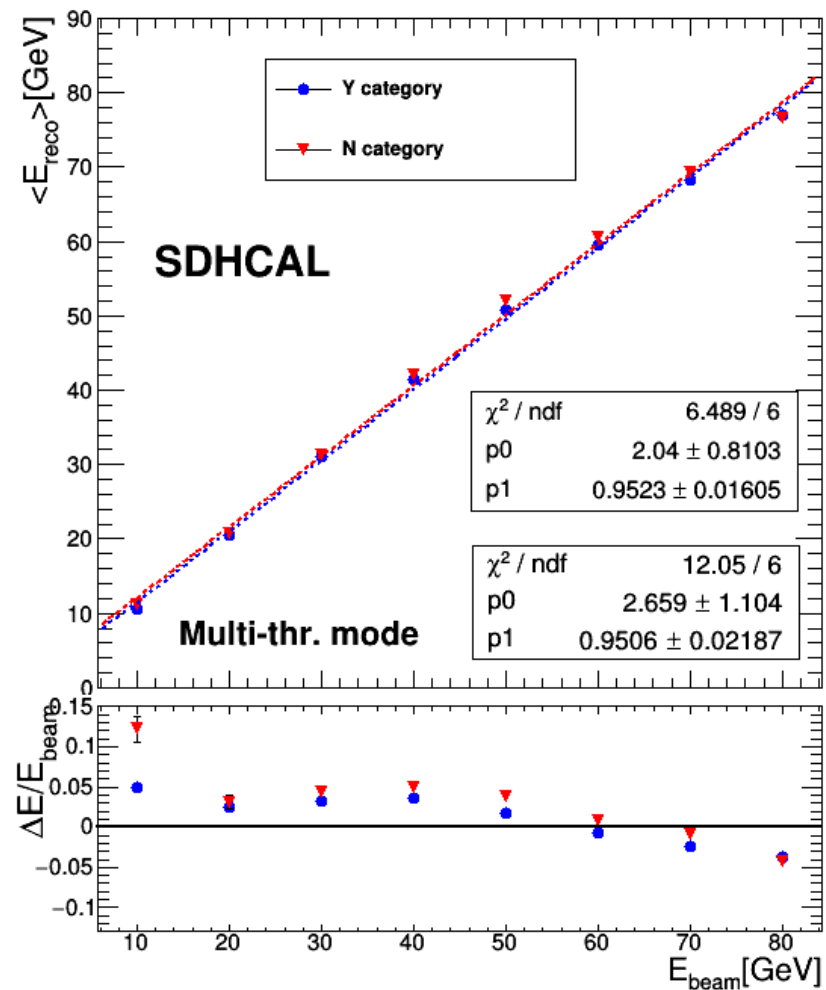 <E_reco>[GeV]
90
80
70
60
50
40
30
20
10
0
Y category
N category
SDHCAL
χ² / ndf 6.489 / 6
p0 2.04 ± 0.8103
p1 0.9523 ± 0.01605
χ² / ndf 12.05 / 6
p0 2.659 ± 1.104
p1 0.9506 ± 0.02187
Multi-thr. mode
ΔE/E_beam
0.15
0.1
0.05
0
−0.05
−0.1
10 20 30 40 50 60 70 80
E_beam[GeV]